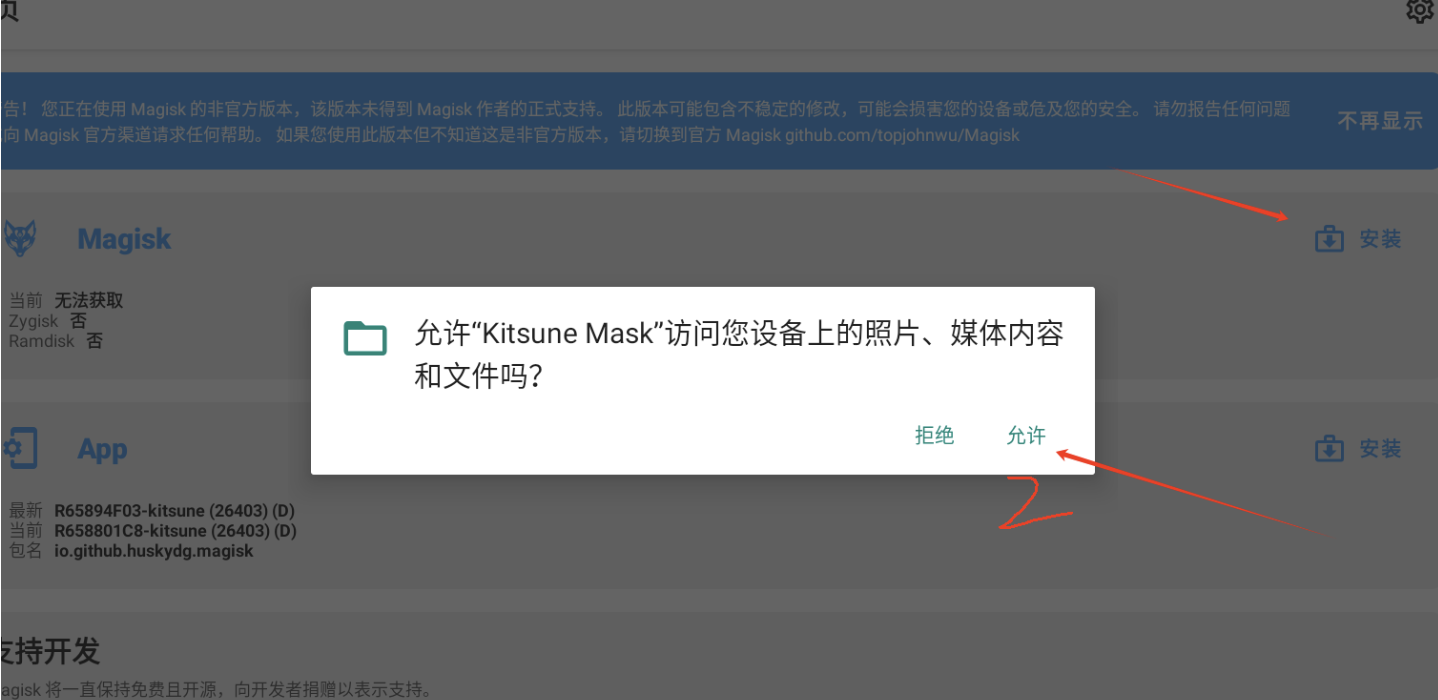 页
告！ 您正在使用 Magisk 的非官方版本，该版本未得到 Magisk 作者的正式支持。 此版本可能包含不稳定的修改，可能会损害您的设备或危及您的安全。 请勿报告任何问题
向 Magisk 官方渠道请求任何帮助。 如果您使用此版本但不知道这是非官方版本，请切换到官方 Magisk github.com/topjohnwu/Magisk
不再显示
Magisk
安装
当前 无法获取
Zygisk 否
Ramdisk 否
允许“Kitsune Mask”访问您设备上的照片、媒体内容
和文件吗？
拒绝 允许
2
App
安装
最新 R65894F03-kitsune (26403) (D)
当前 R658801C8-kitsune (26403) (D)
包名 io.github.huskydg.magisk
支持开发
agisk 将一直保持免费且开源，向开发者捐赠以表示支持。